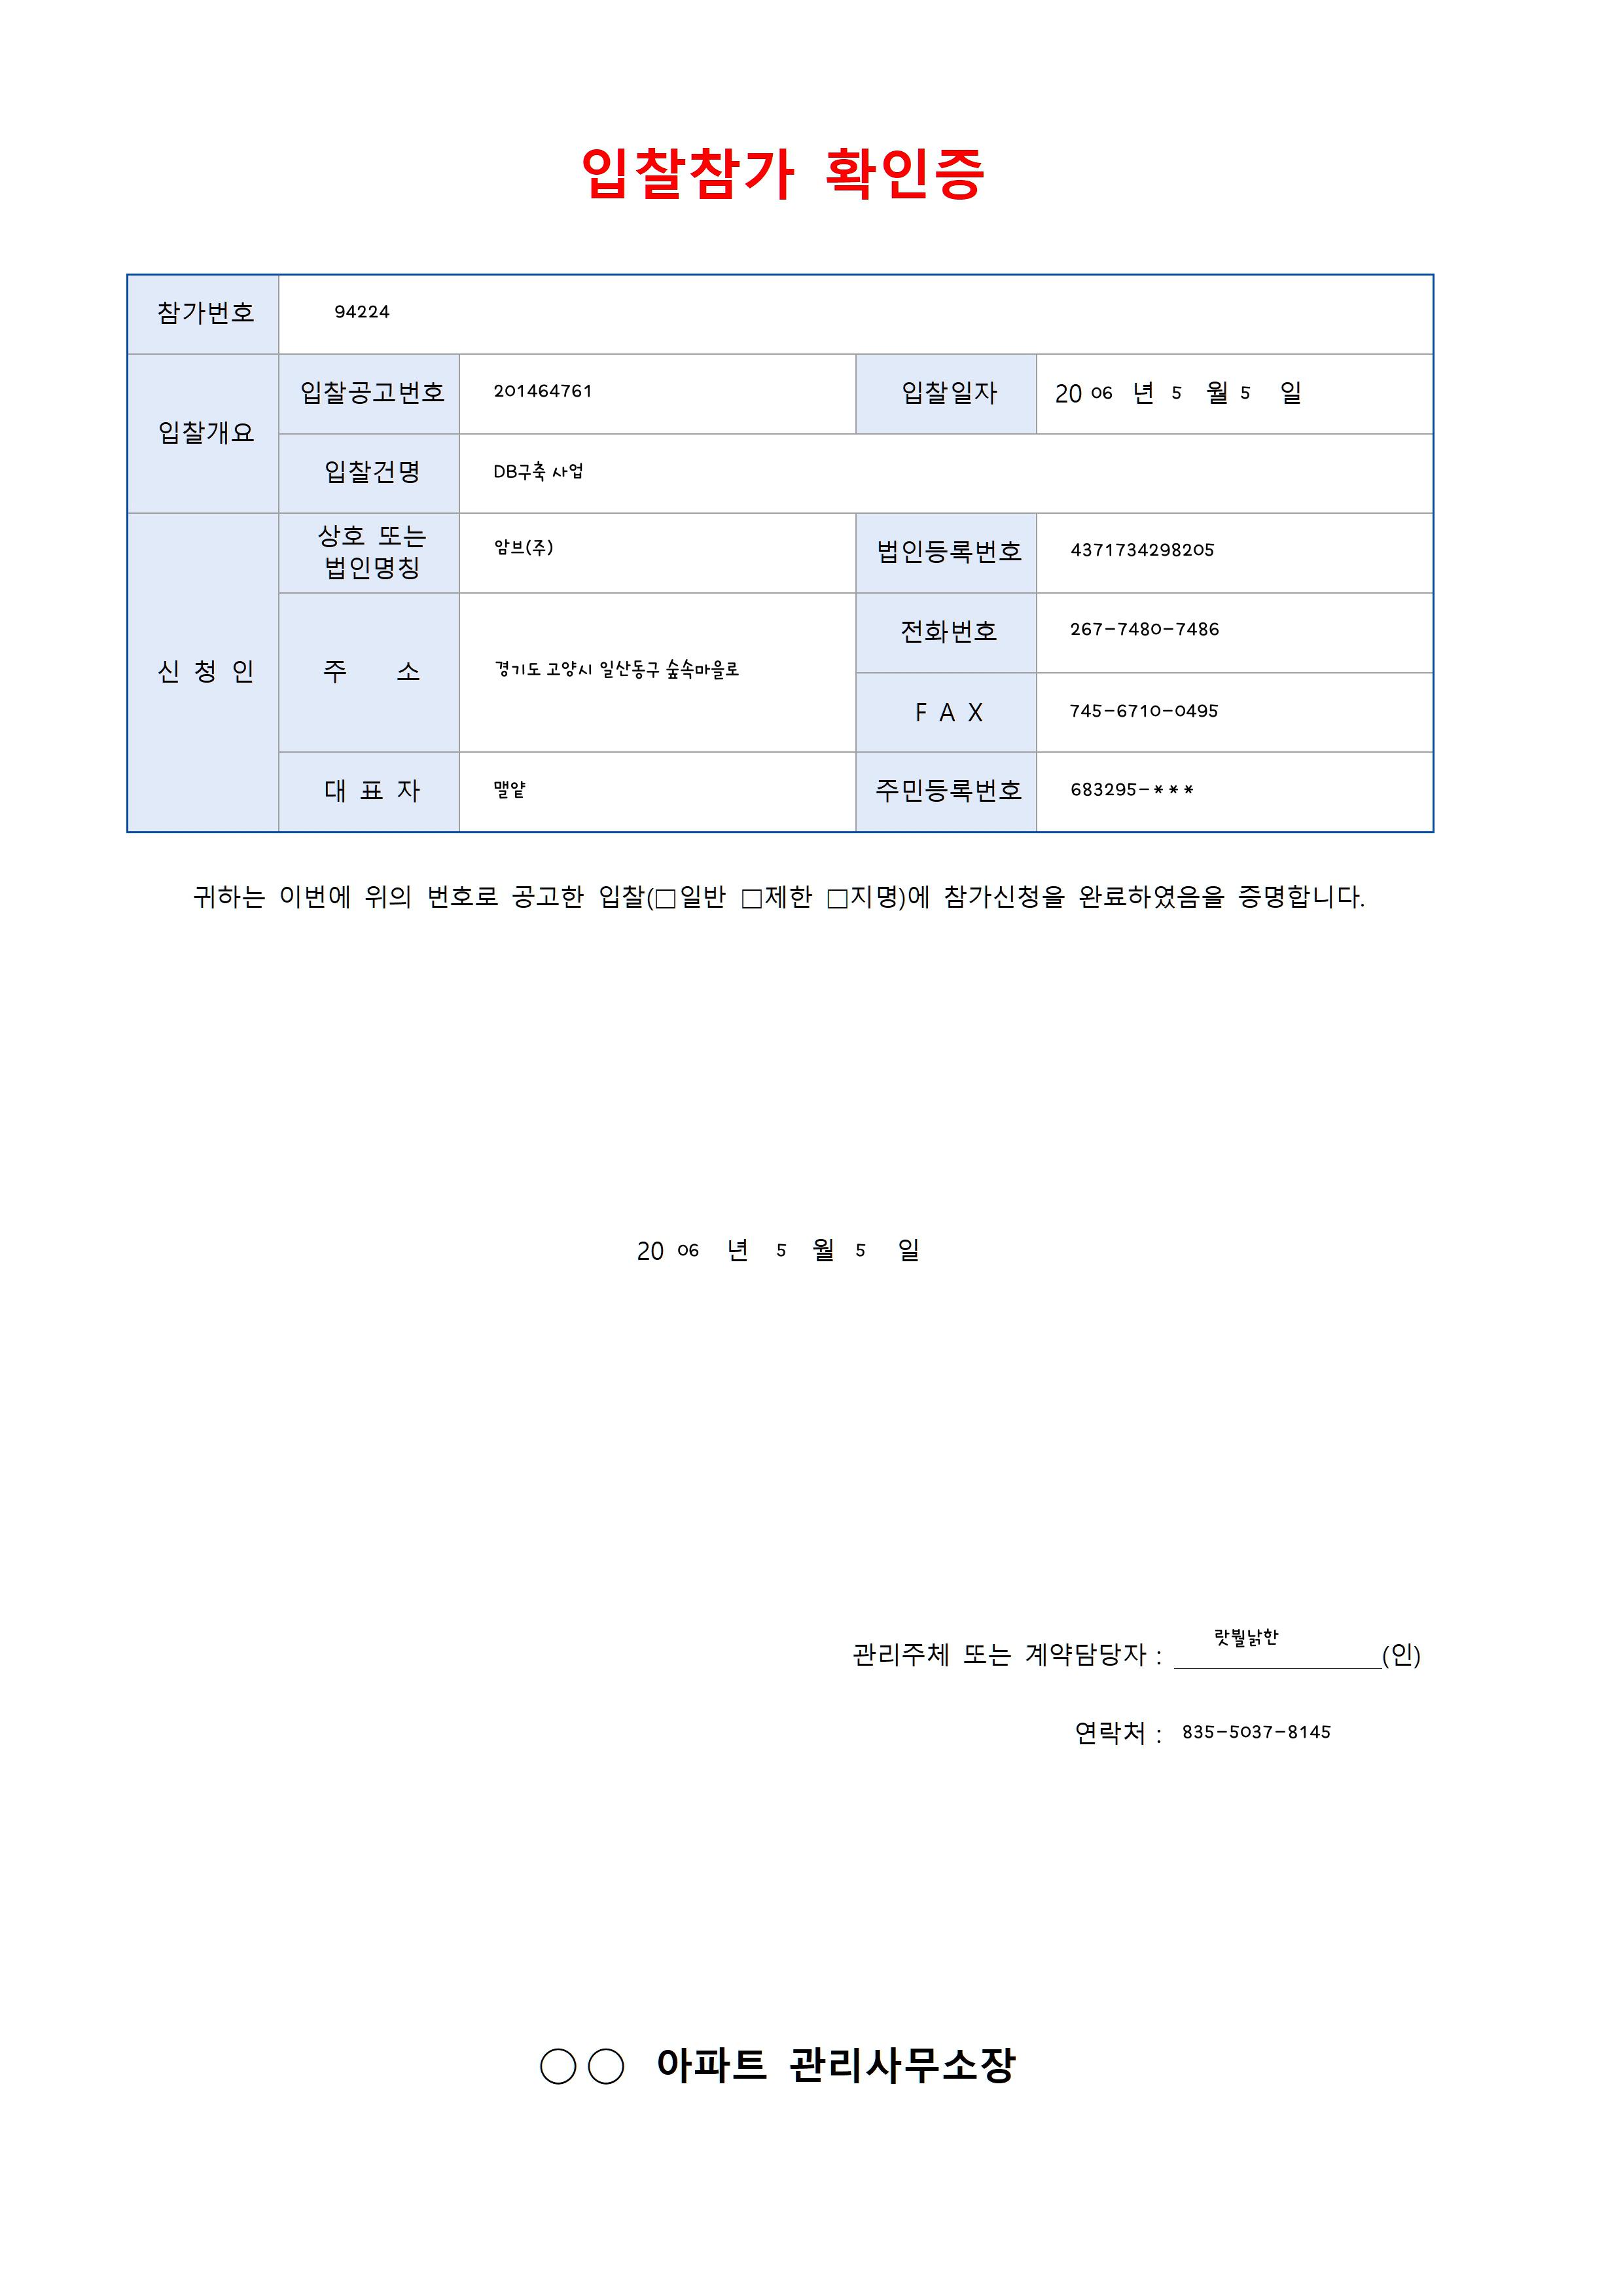 입찰참가 확인증
참가번호 94224
입찰개요 입찰공고번호 201464761 입찰일자 20 06 년 5 월 5 일
입찰건명 DB구축 사업
신 청 인 상호 또는 법인명칭 암브(주) 법인등록번호 4371734298205
주 소 경기도 고양시 일산동구 숲속마을로 전화번호 267-7480-7486
F A X 745-6710-0495
대 표 자 맬얕 주민등록번호 683295-***
귀하는 이번에 위의 번호로 공고한 입찰(□일반 □제한 □지명)에 참가신청을 완료하였음을 증명합니다.
20 06 년 5 월 5 일
관리주체 또는 계약담당자 : 랏뷀낡한 (인)
연락처 : 835-5037-8145
○○ 아파트 관리사무소장